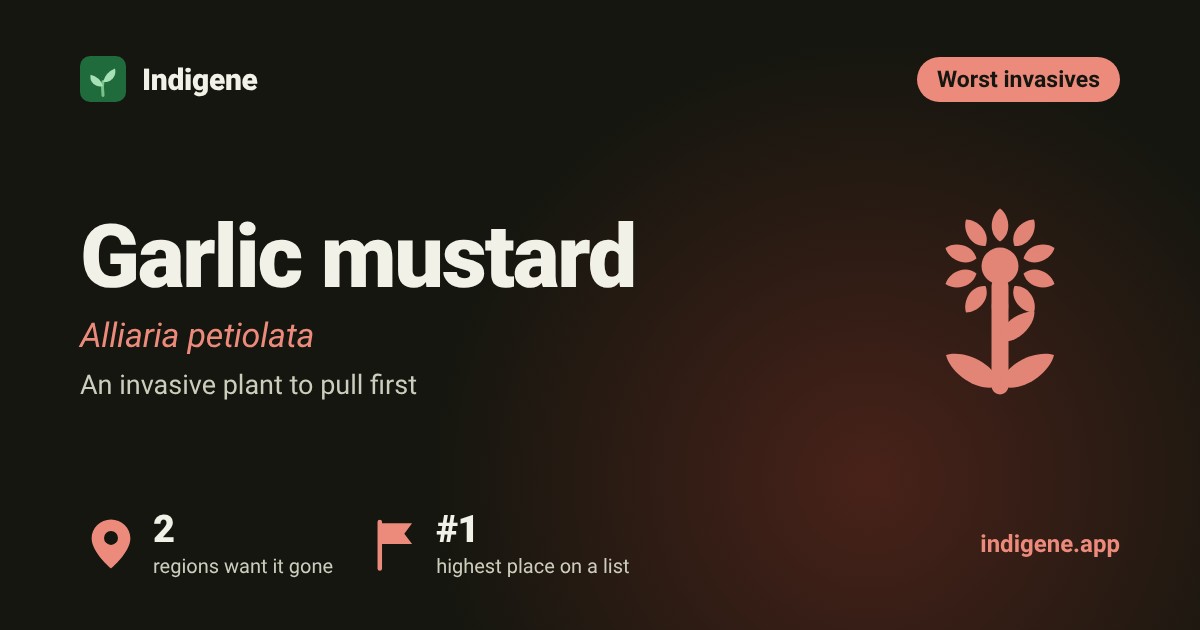 Indigene
Worst invasives
Garlic mustard
Alliaria petiolata
An invasive plant to pull first
2
regions want it gone
#1
highest place on a list
indigene.app